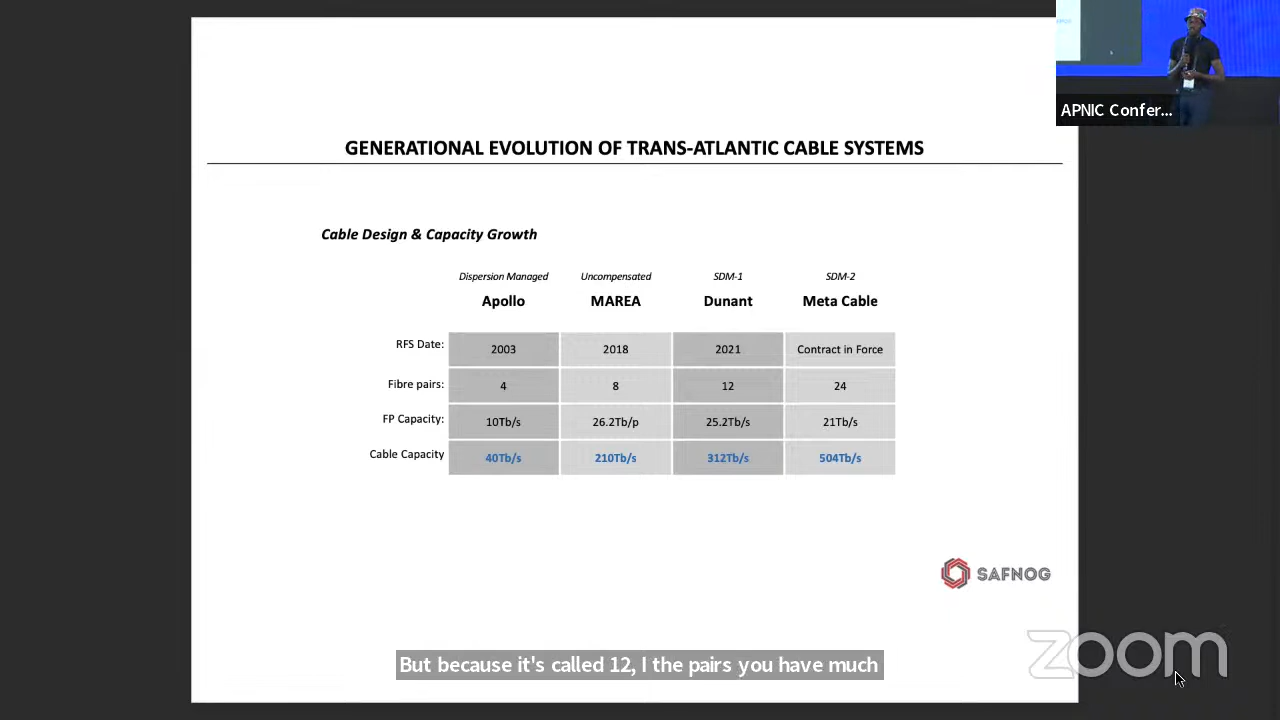 APNIC Confer...
GENERATIONAL EVOLUTION OF TRANS-ATLANTIC CABLE SYSTEMS
Cable Design & Capacity Growth
Dispersion Managed Uncompensated SDM-1 SDM-2
Apollo MAREA Dunant Meta Cable
RFS Date: 2003 2018 2021 Contract in Force
Fibre pairs: 4 8 12 24
FP Capacity: 10Tb/s 26.2Tb/p 25.2Tb/s 21Tb/s
Cable Capacity 40Tb/s 210Tb/s 312Tb/s 504Tb/s
SAFNOG
But because it's called 12, I the pairs you have much
zoom